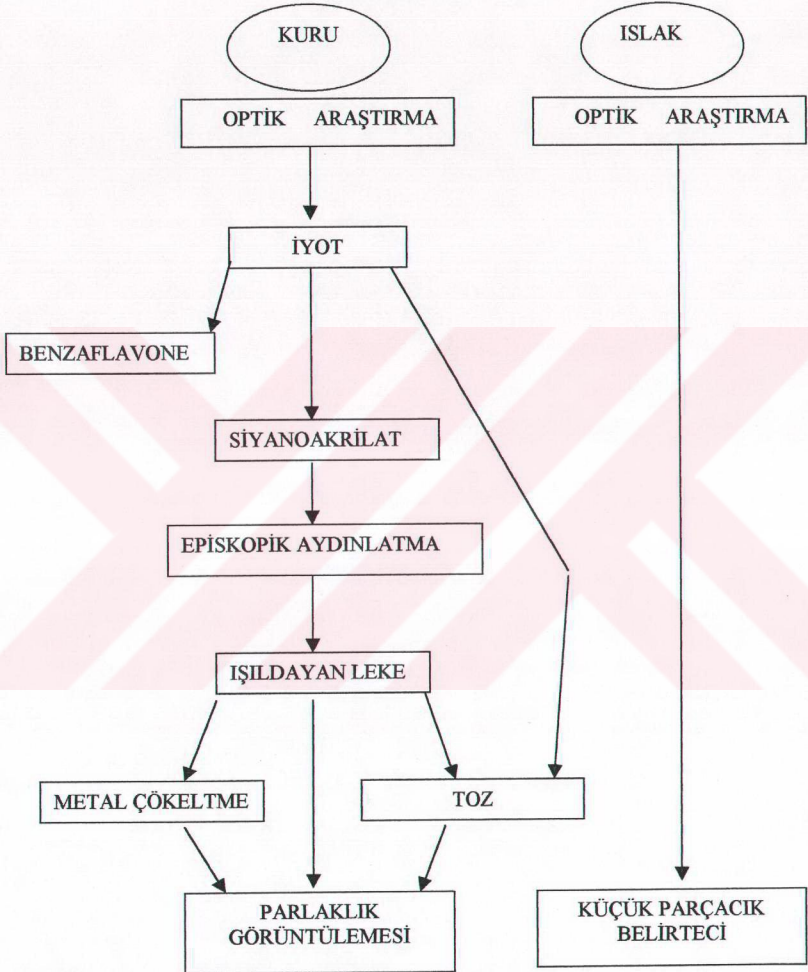 KURU
ISLAK
OPTİK ARAŞTIRMA
OPTİK ARAŞTIRMA
İYOT
BENZAFLAVONE
SİYANOAKRİLAT
EPİSKOPİK AYDINLATMA
IŞILDAYAN LEKE
METAL ÇÖKELTME
TOZ
PARLAKLIK
GÖRÜNTÜLEMESİ
KÜÇÜK PARÇACIK
BELİRTECİ